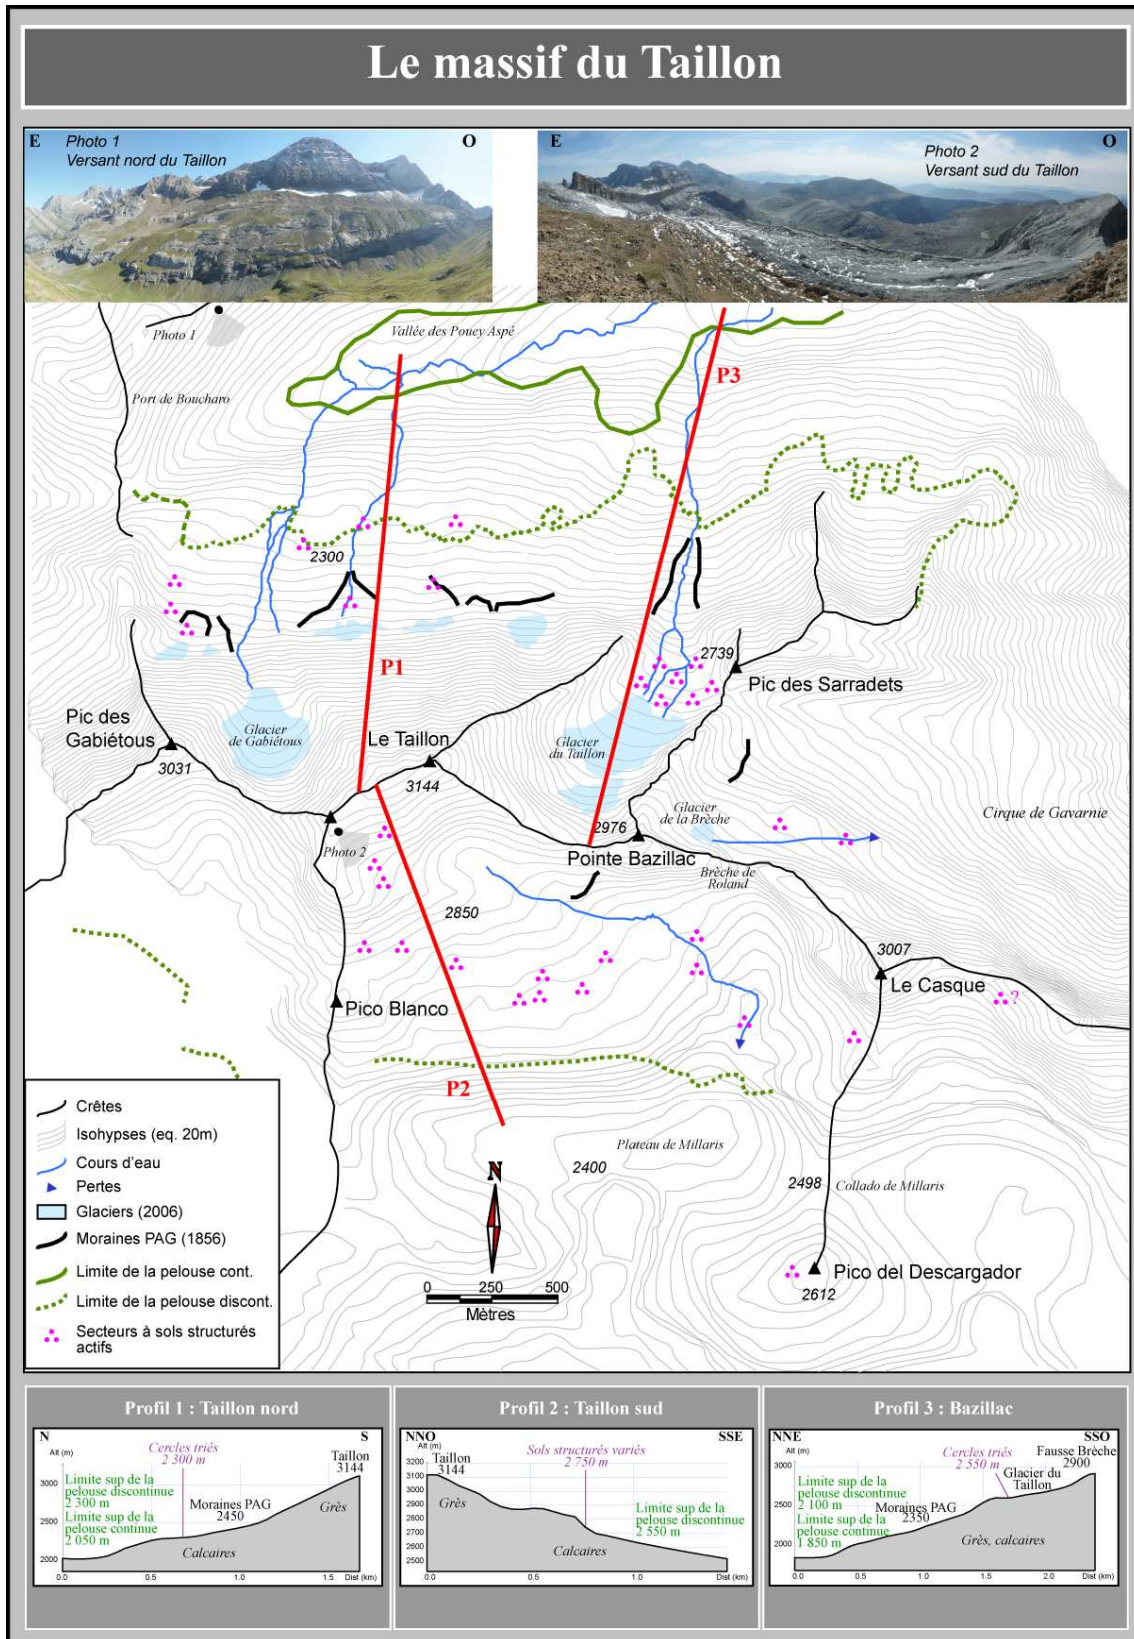 Le massif du Taillon
E
Photo 1
Versant nord du Taillon
O
E
Photo 2
Versant sud du Taillon
O
Photo 1
Vallée des Pouey Aspé
Port de Boucharo
P3
2300
P1
2739
Pic des Sarradets
Pic des
Gabiétous
3031
Glacier
de Gabiétous
Le Taillon
3144
Glacier
du Taillon
Glacier
de la Brèche
Cirque de Gavarnie
2976
Pointe Bazillac
Photo 2
Brèche de
Roland
2850
3007
Le Casque
?
Pico Blanco
P2
Plateau de Millaris
2400
2498
Collado de Millaris
Pico del Descargador
2612
N
0 250 500
Mètres
Crêtes
Isohypses (eq. 20m)
Cours d'eau
Pertes
Glaciers (2006)
Moraines PAG (1856)
Limite de la pelouse cont.
Limite de la pelouse discont.
Secteurs à sols structurés
actifs
Profil 1 : Taillon nord
N
S
Alt (m)
Cercles triés
2 300 m
Taillon
3144
3000
Limite sup de la
pelouse discontinue
2 300 m
Moraines PAG
2450
Grès
2500
Limite sup de la
pelouse continue
2 050 m
Calcaires
2000
0.0 0.5 1.0 1.5 Dist (km)
Profil 2 : Taillon sud
NNO
SSE
Alt (m)
Taillon
3144
Sols structurés variés
2 750 m
3200
3100
3000
2900
2800
2700
2600
2500
Grès
Limite sup de la
pelouse discontinue
2 550 m
Calcaires
0.0 0.5 1.0 Dist (km)
Profil 3 : Bazillac
NNE
SSO
Alt (m)
Cercles triés
2 550 m
Fausse Brèche
2900
Glacier du
Taillon
3000
Limite sup de la
pelouse discontinue
2 100 m
Moraines PAG
2350
2500
Limite sup de la
pelouse continue
1 850 m
Grès, calcaires
2000
0.0 0.5 1.0 1.5 2.0 Dist (km)